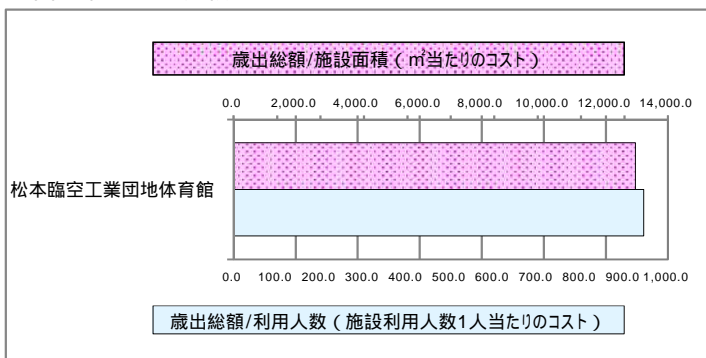 歳出総額/施設面積(㎡当たりのコスト)
0.0 2,000.0 4,000.0 6,000.0 8,000.0 10,000.0 12,000.0 14,000.0
松本臨空工業団地体育館
0.0 100.0 200.0 300.0 400.0 500.0 600.0 700.0 800.0 900.0 1,000.0
歳出総額/利用人数(施設利用人数1人当たりのコスト)